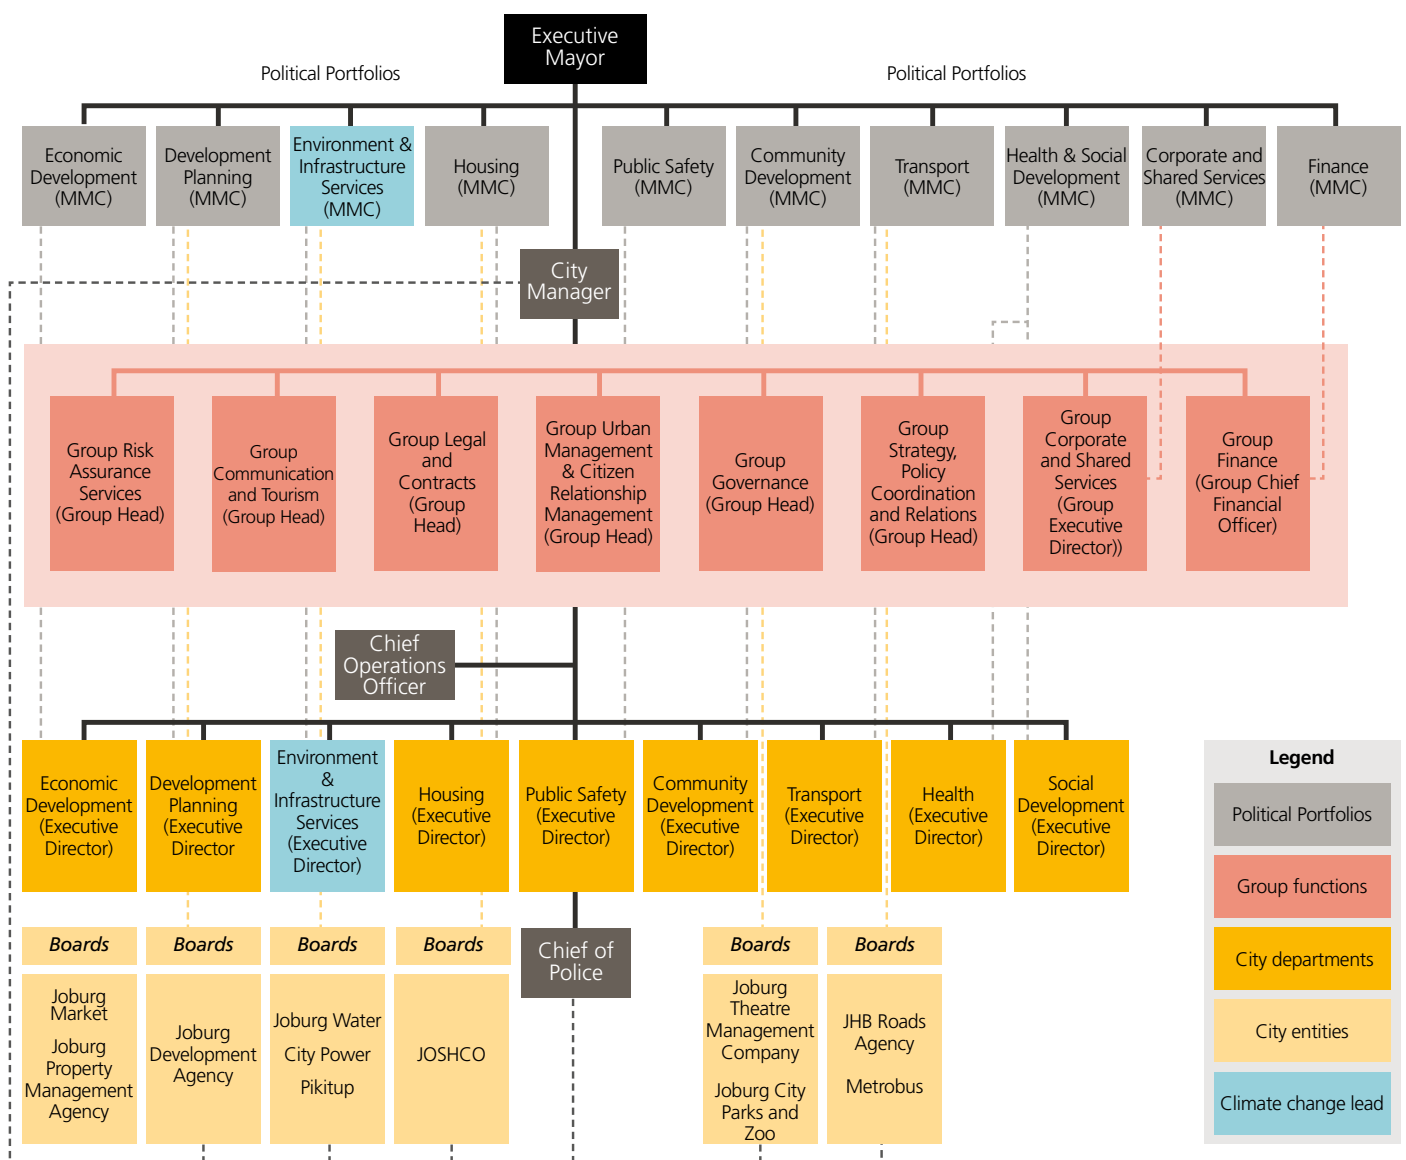 Executive
Mayor
Political Portfolios
Political Portfolios
Economic
Development
(MMC)
Development
Planning
(MMC)
Environment &
Infrastructure
Services
(MMC)
Housing
(MMC)
Public Safety
(MMC)
Community
Development
(MMC)
Transport
(MMC)
Health & Social
Development
(MMC)
Corporate and
Shared Services
(MMC)
Finance
(MMC)
City
Manager
Group Risk
Assurance
Services
(Group Head)
Group
Communication
and Tourism
(Group Head)
Group Legal
and
Contracts
(Group
Head)
Group Urban
Management
& Citizen
Relationship
Management
(Group Head)
Group
Governance
(Group Head)
Group
Strategy,
Policy
Coordination
and Relations
(Group Head)
Group
Corporate
and Shared
Services
(Group
Executive
Director))
Group
Finance
(Group Chief
Financial
Officer)
Chief
Operations
Officer
Economic
Development
(Executive
Director)
Development
Planning
(Executive
Director
Environment
&
Infrastructure
Services
(Executive
Director)
Housing
(Executive
Director)
Public Safety
(Executive
Director)
Community
Development
(Executive
Director)
Transport
(Executive
Director)
Health
(Executive
Director)
Social
Development
(Executive
Director)
Boards
Boards
Boards
Boards
Chief of
Police
Boards
Boards
Joburg
Market
Joburg
Property
Management
Agency
Joburg
Development
Agency
Joburg Water
City Power
Pikitup
JOSHCO
Joburg
Theatre
Management
Company
Joburg City
Parks and
Zoo
JHB Roads
Agency
Metrobus
Legend
Political Portfolios
Group functions
City departments
City entities
Climate change lead